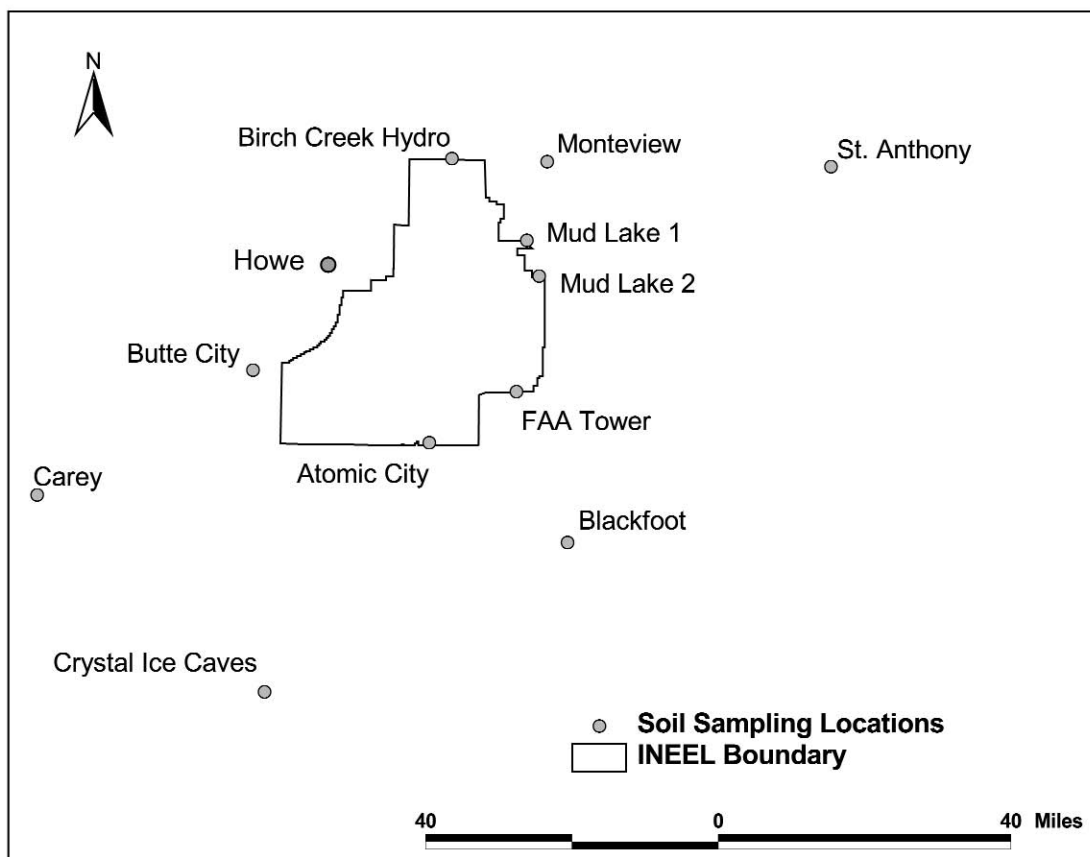 N
Birch Creek Hydro
Monteview
St. Anthony
Mud Lake 1
Howe
Mud Lake 2
Butte City
FAA Tower
Atomic City
Carey
Blackfoot
Crystal Ice Caves
Soil Sampling Locations
INEEL Boundary
40 0 40 Miles